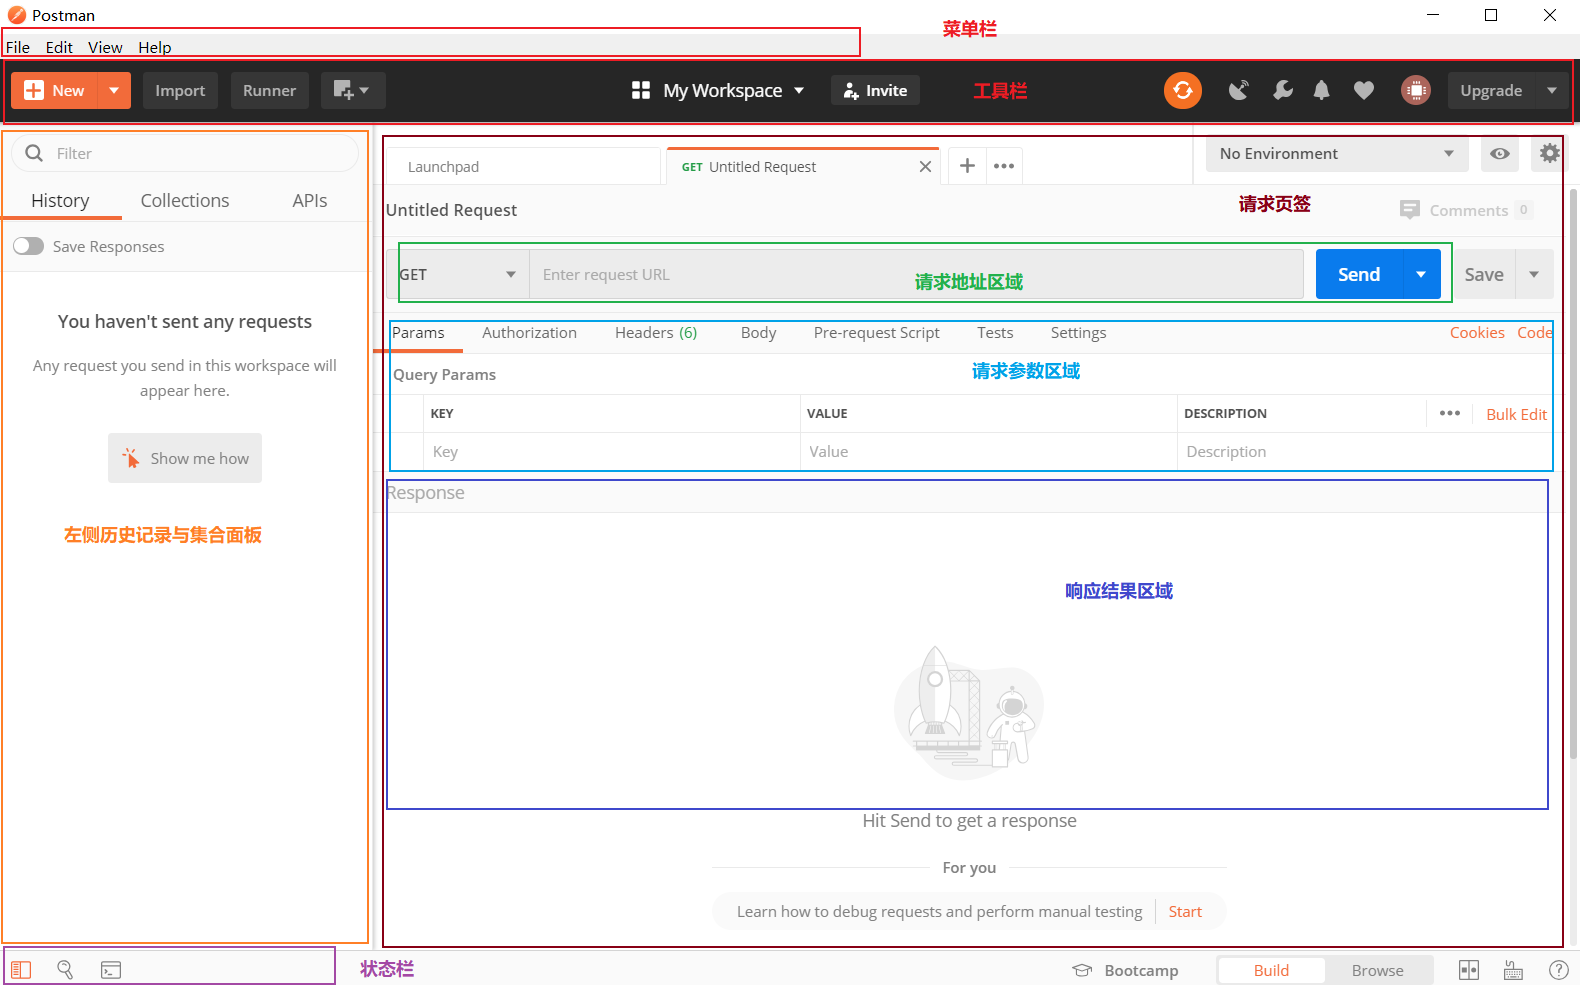 Postman
菜单栏
File Edit View Help
New Import Runner My Workspace Invite 工具栏 Upgrade
Filter
Launchpad GET Untitled Request No Environment
History Collections APIs
Untitled Request 请求页签 Comments 0
Save Responses
GET Enter request URL 请求地址区域 Send Save
You haven't sent any requests
Any request you send in this workspace will
appear here.
Show me how
左侧历史记录与集合面板
Params Authorization Headers (6) Body Pre-request Script Tests Settings Cookies Code
Query Params 请求参数区域
KEY VALUE DESCRIPTION Bulk Edit
Key Value Description
Response
响应结果区域
Hit Send to get a response
For you
Learn how to debug requests and perform manual testing Start
状态栏 Bootcamp Build Browse